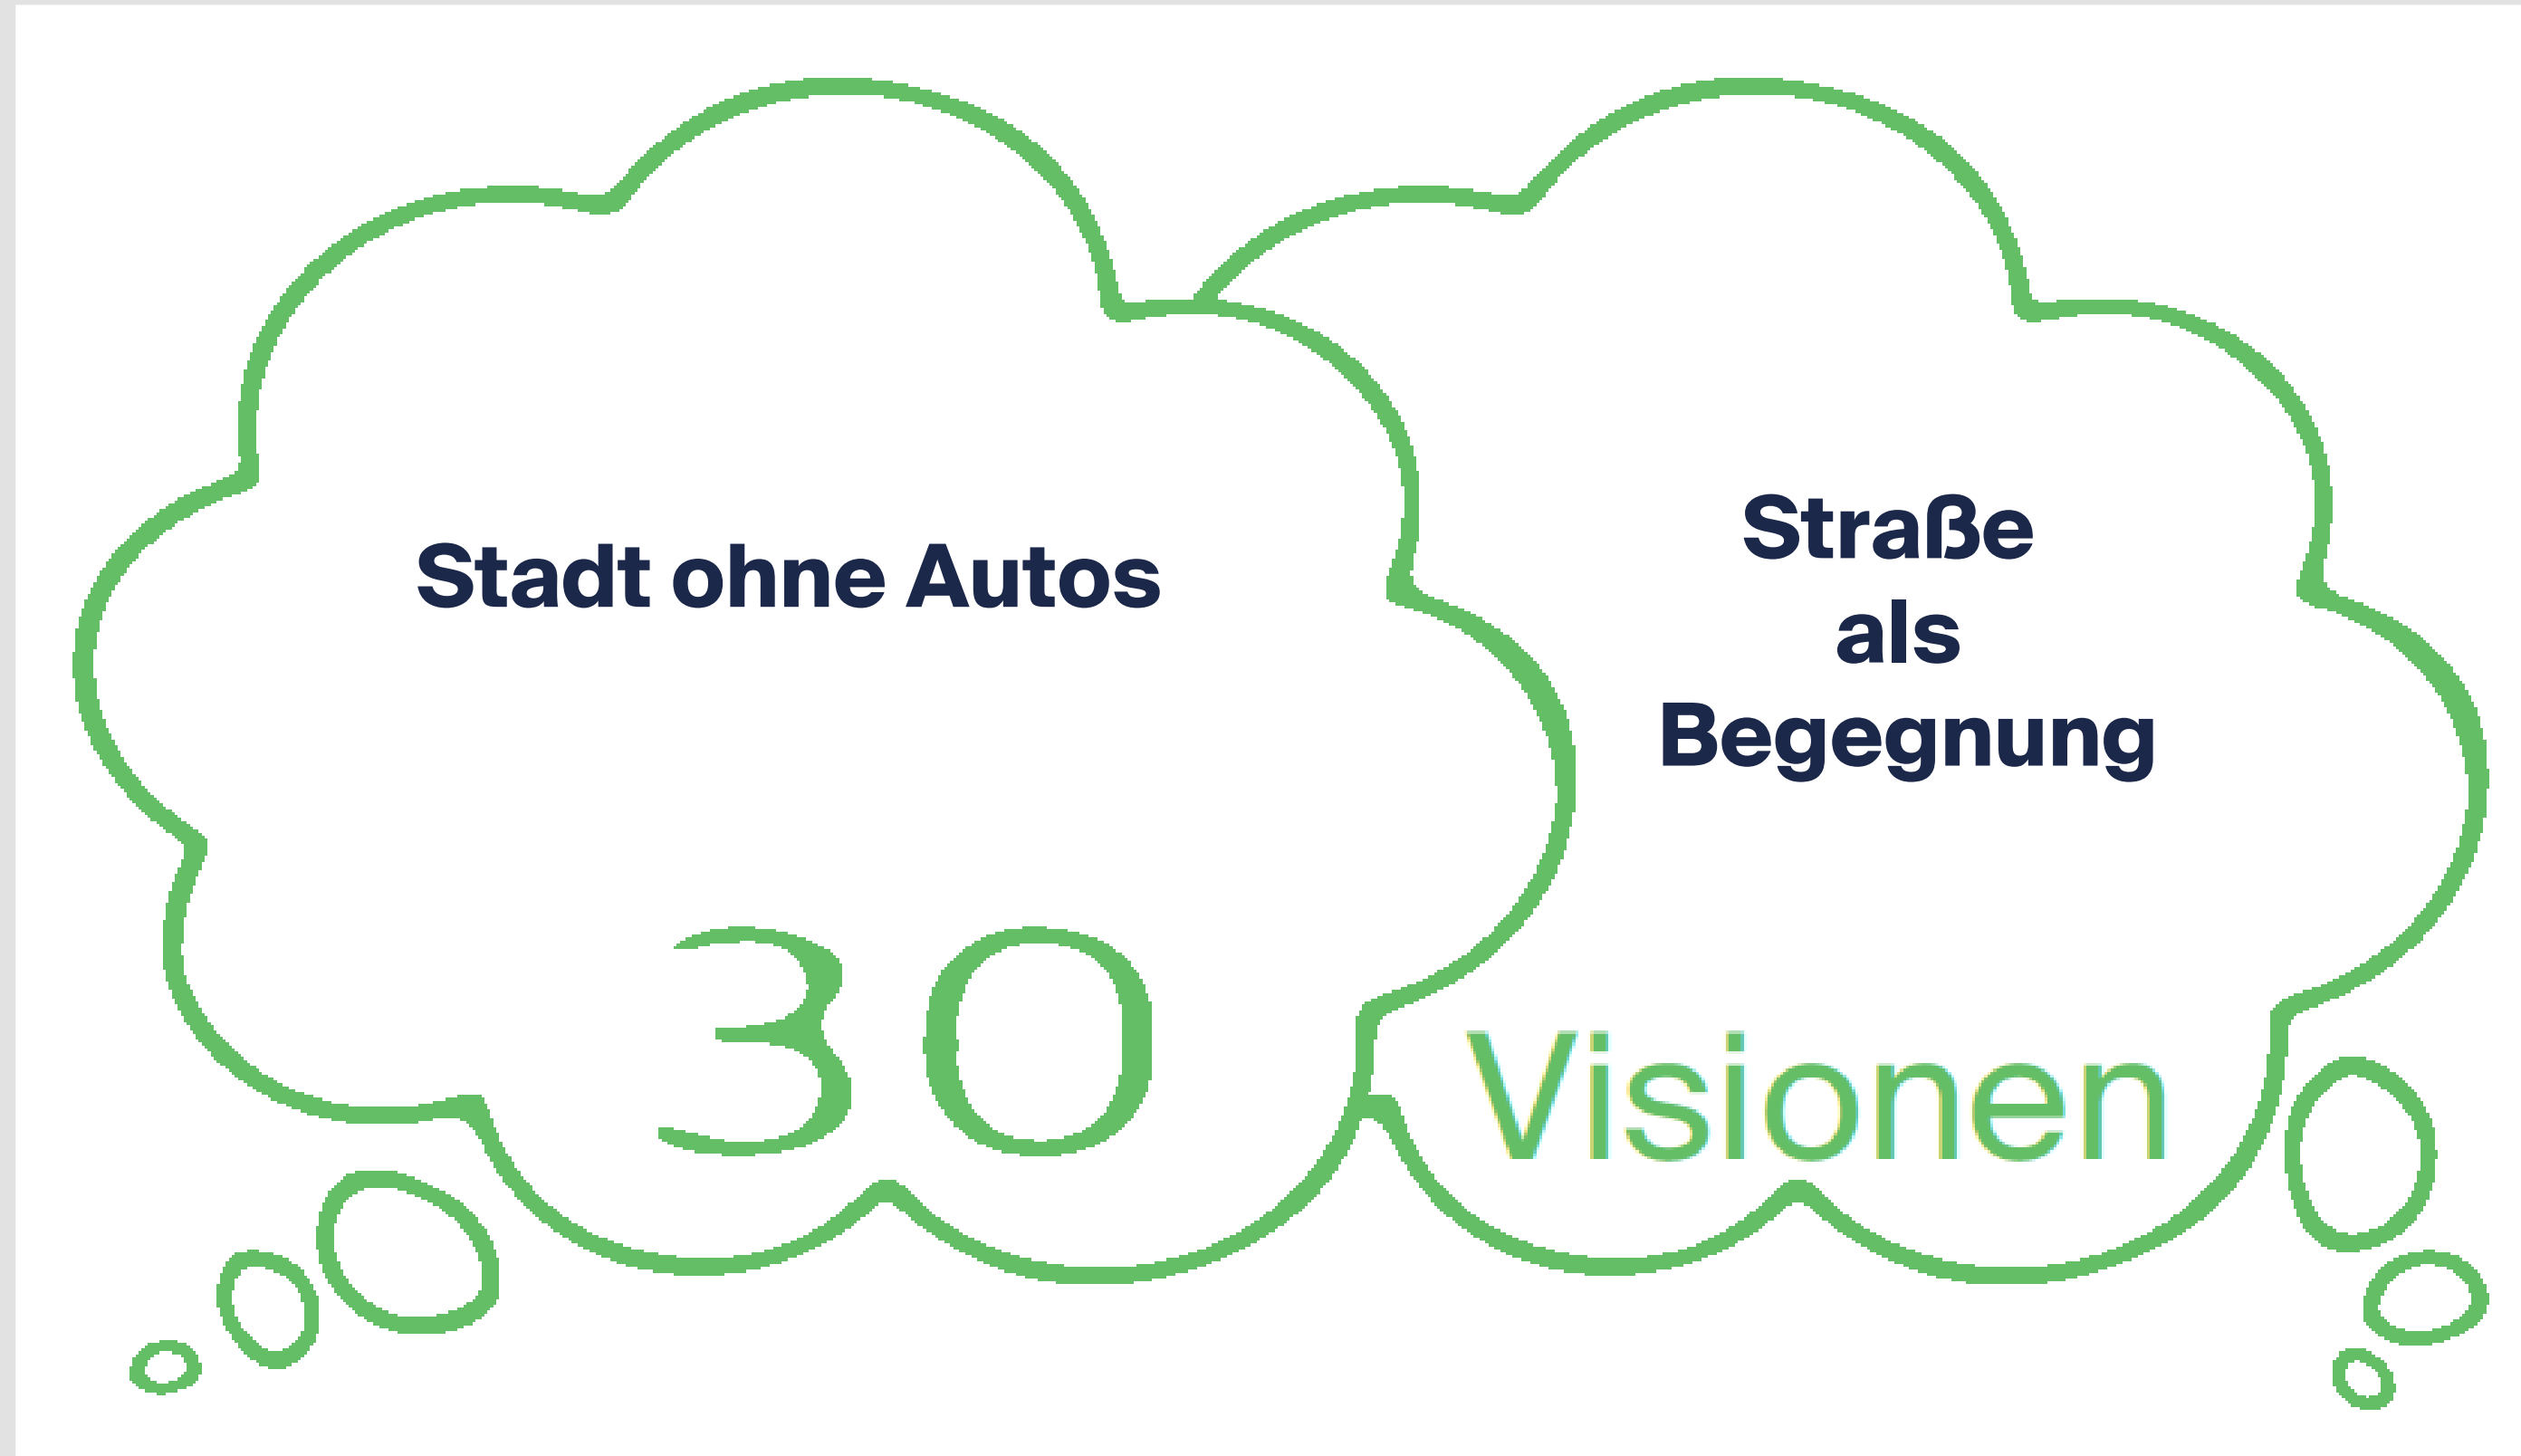 Stadt ohne Autos
Straße
als
Begegnung
30
Visionen